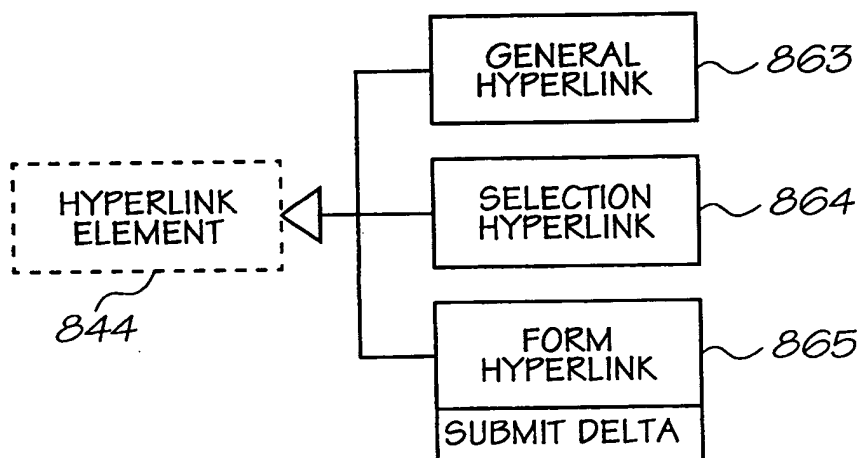 GENERAL
HYPERLINK
863
HYPERLINK
ELEMENT
844
SELECTION
HYPERLINK
864
FORM
HYPERLINK
865
SUBMIT DELTA